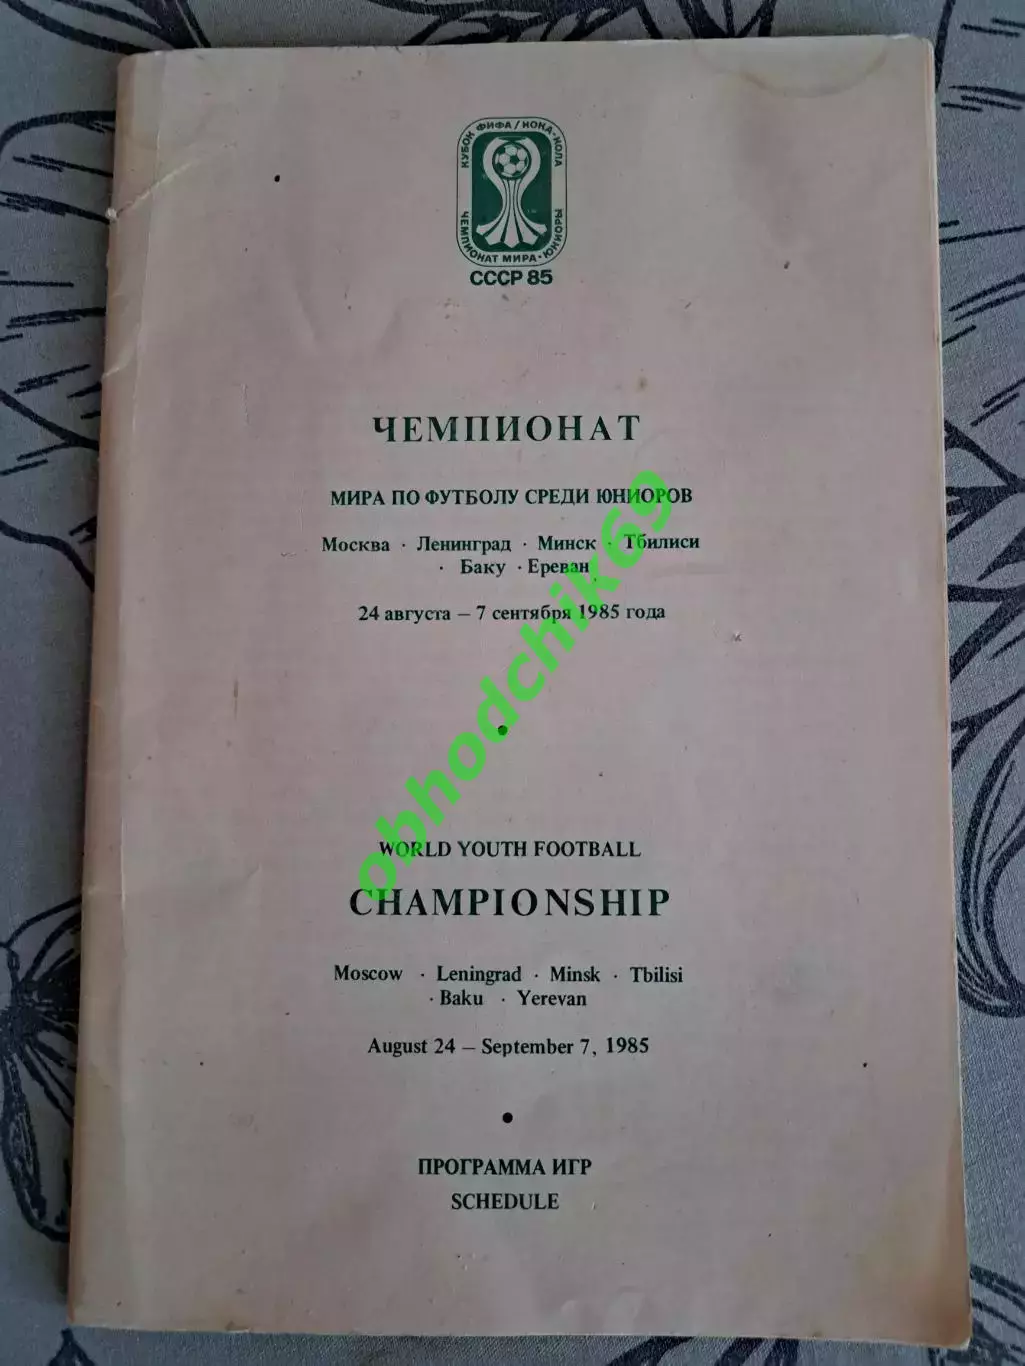 КУБОК ФИФА/КОКА-КОЛА
ЧЕМПИОНАТ МИРА·ЮНИОРЫ
СССР 85
ЧЕМПИОНАТ
МИРА ПО ФУТБОЛУ СРЕДИ ЮНИОРОВ
Москва · Ленинград · Минск · Тбилиси
· Баку · Ереван
24 августа – 7 сентября 1985 года
obhodchik69
WORLD YOUTH FOOTBALL
CHAMPIONSHIP
Moscow · Leningrad · Minsk · Tbilisi
· Baku · Yerevan
August 24 – September 7, 1985
ПРОГРАММА ИГР
SCHEDULE